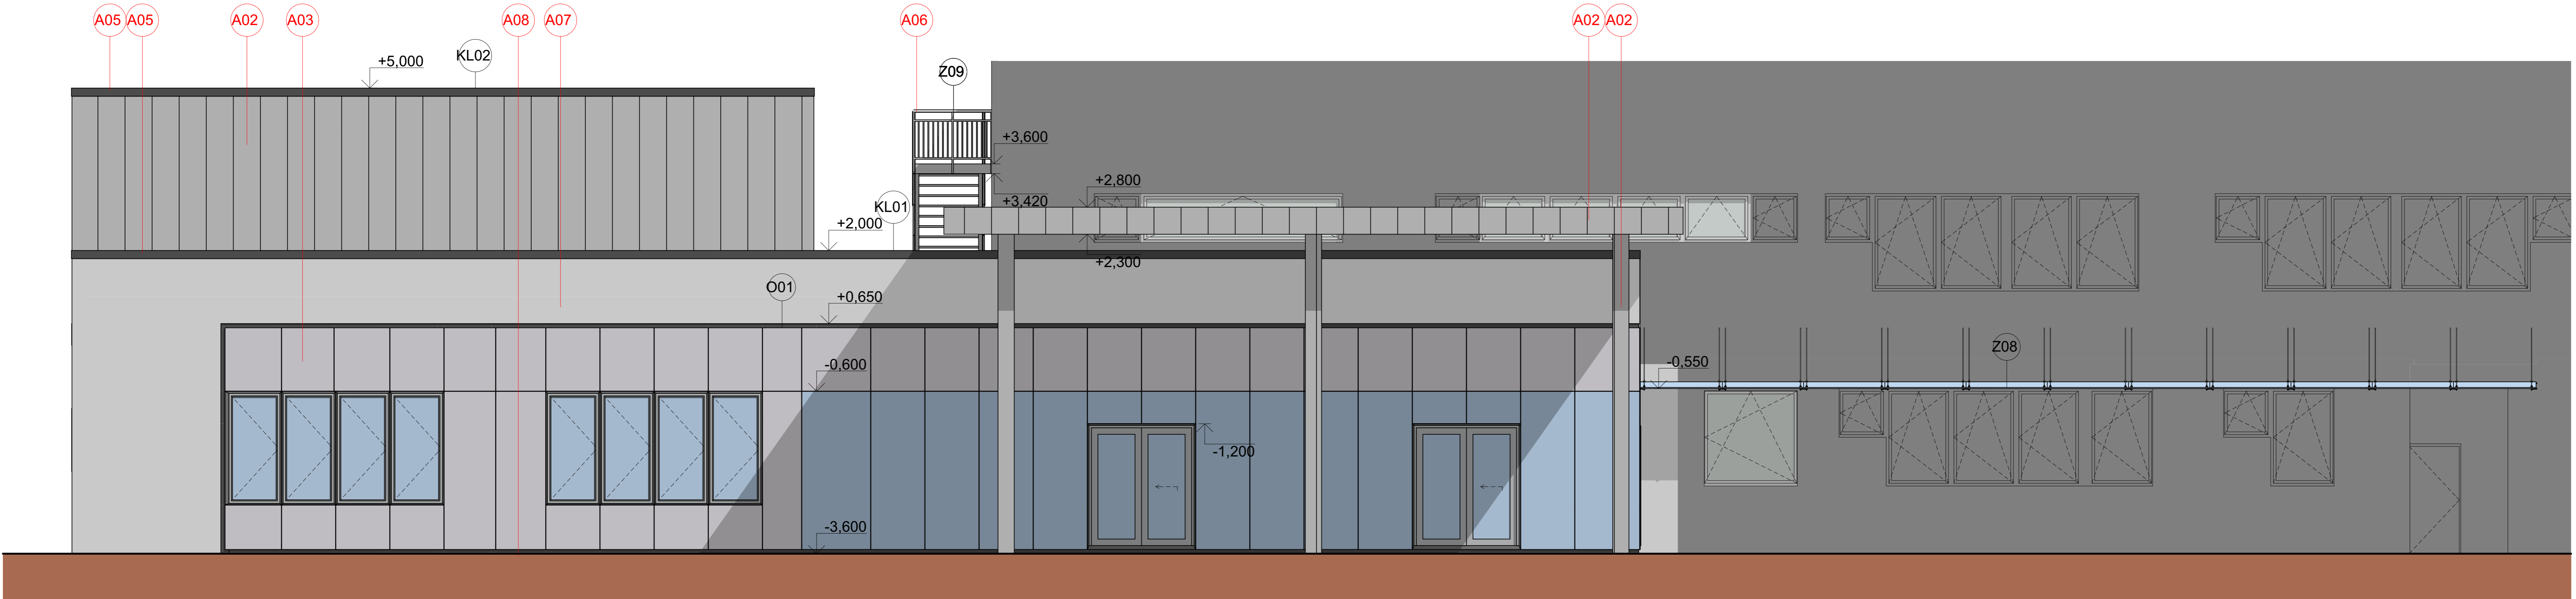 A05
A05
A02
A03
A08
A07
A06
A02
A02
+5,000
KL02
Z09
+3,600
+2,800
+3,420
KL01
+2,000
+2,300
O01
+0,650
-0,600
-0,550
Z08
-1,200
-3,600